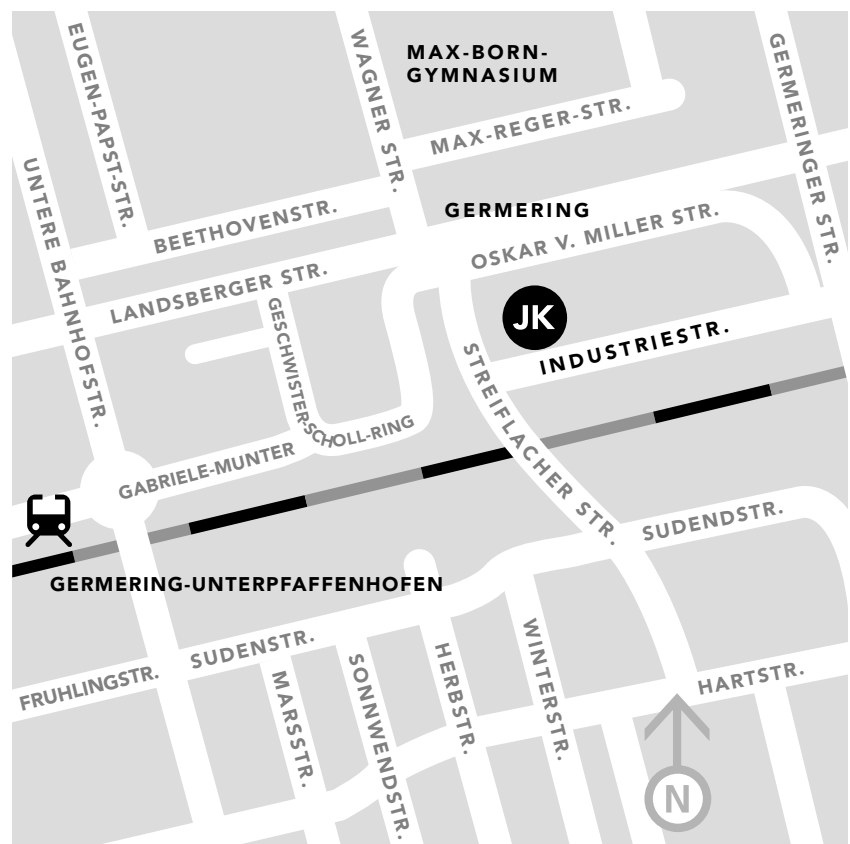 EUGEN-PAPST-STR.
WAGNER STR.
MAX-BORN-
GYMNASIUM
GERMERINGER STR.
MAX-REGER-STR.
UNTERE BAHNHOFSTR.
BEETHOVENSTR.
GERMERING
OSKAR V. MILLER STR.
LANDSBERGER STR.
JK
GESCHWISTER-SCHOLL-RING
INDUSTRIESTR.
STREIFLACHER STR.
GABRIELE-MUNTER
SUDENDSTR.
GERMERING-UNTERPFAFFENHOFEN
SUDENSTR.
FRUHLINGSTR.
MARSSTR.
SONNWENDSTR.
HERBSTR.
WINTERSTR.
HARTSTR.
N